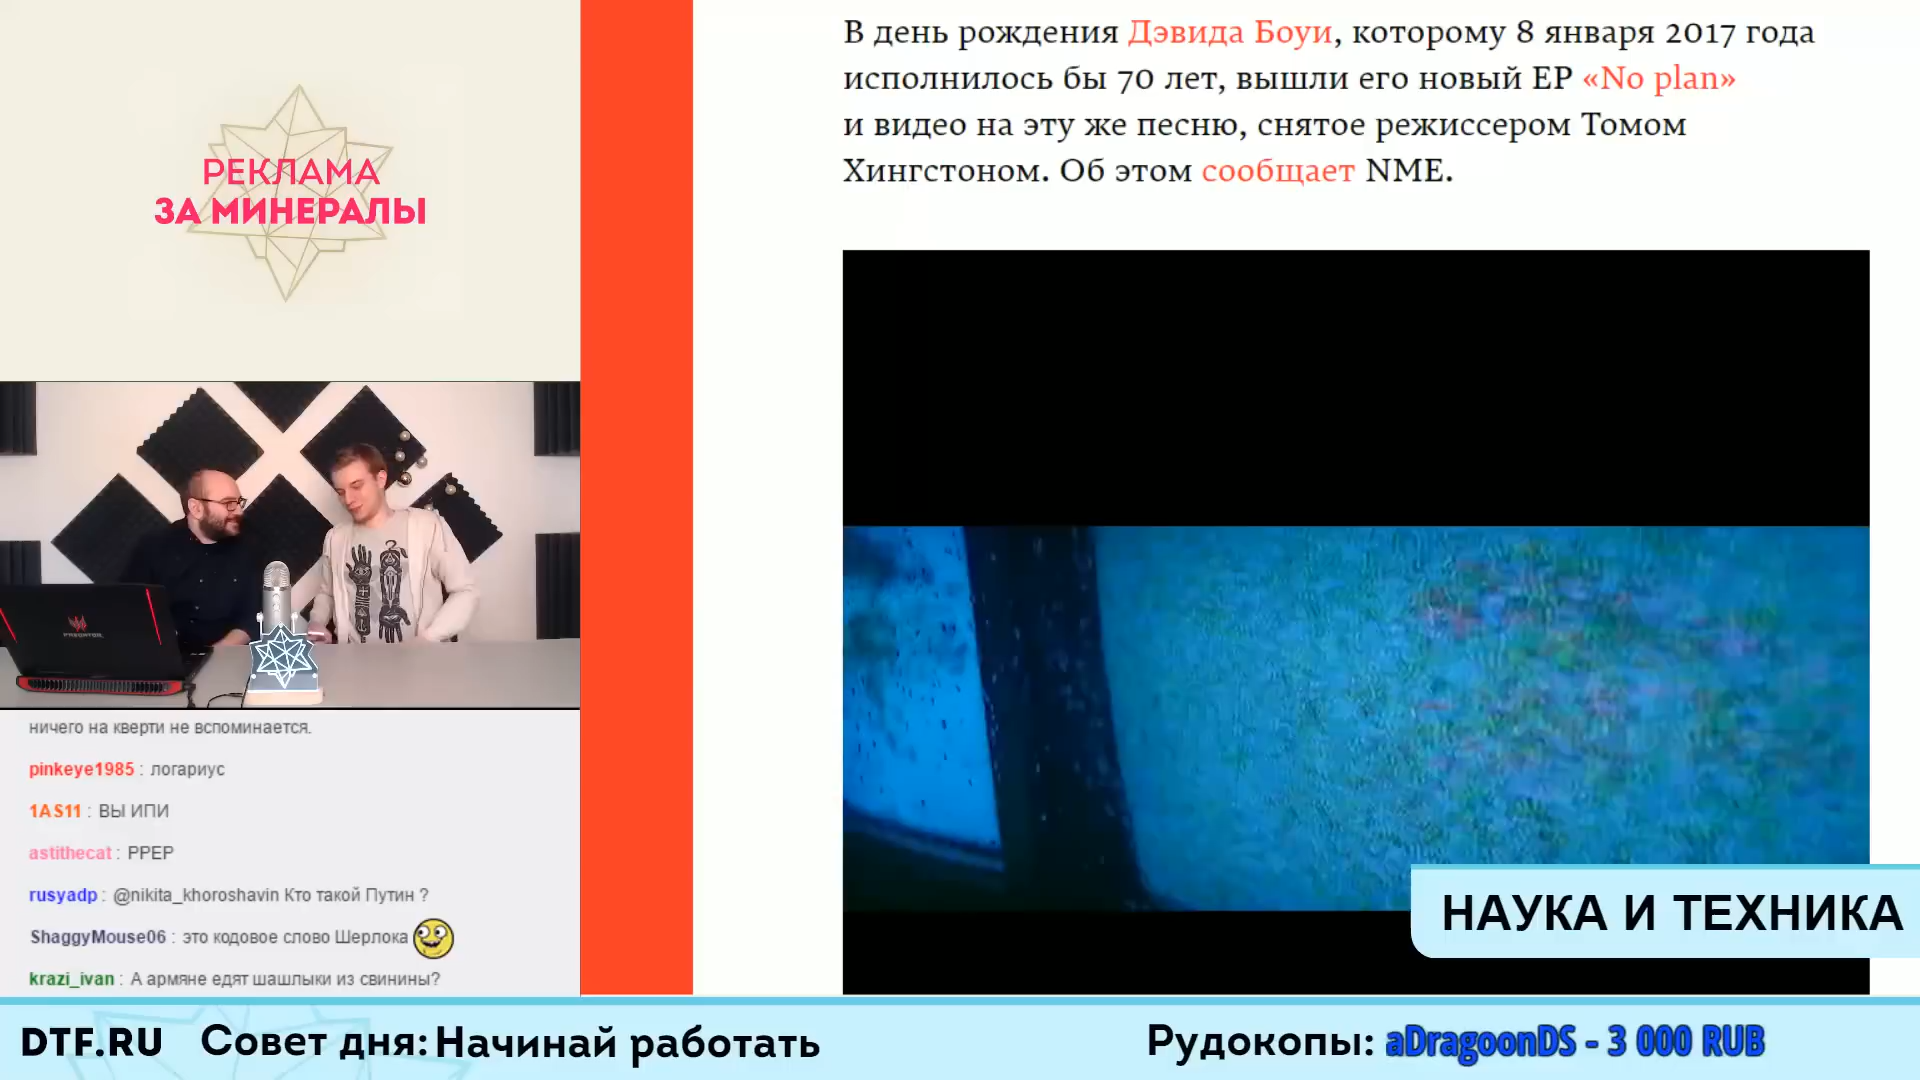 РЕКЛАМА
ЗА МИНЕРАЛЫ
В день рождения Дэвида Боуи, которому 8 января 2017 года
исполнилось бы 70 лет, вышли его новый EP «No plan»
и видео на эту же песню, снятое режиссером Томом
Хингстоном. Об этом сообщает NME.
PREDATOR
ничего на кверти не вспоминается.
pinkeye1985 : логариус
1AS11 : ВЫ ИПИ
astithecat : PPEP
rusyadp : @nikita_khoroshavin Кто такой Путин ?
ShaggyMouse06 : это кодовое слово Шерлока
krazi_ivan : А армяне едят шашлыки из свинины?
НАУКА И ТЕХНИКА
DTF.RU Совет дня: Начинай работать
Рудокопы: aDragoonDS - 3 000 RUB